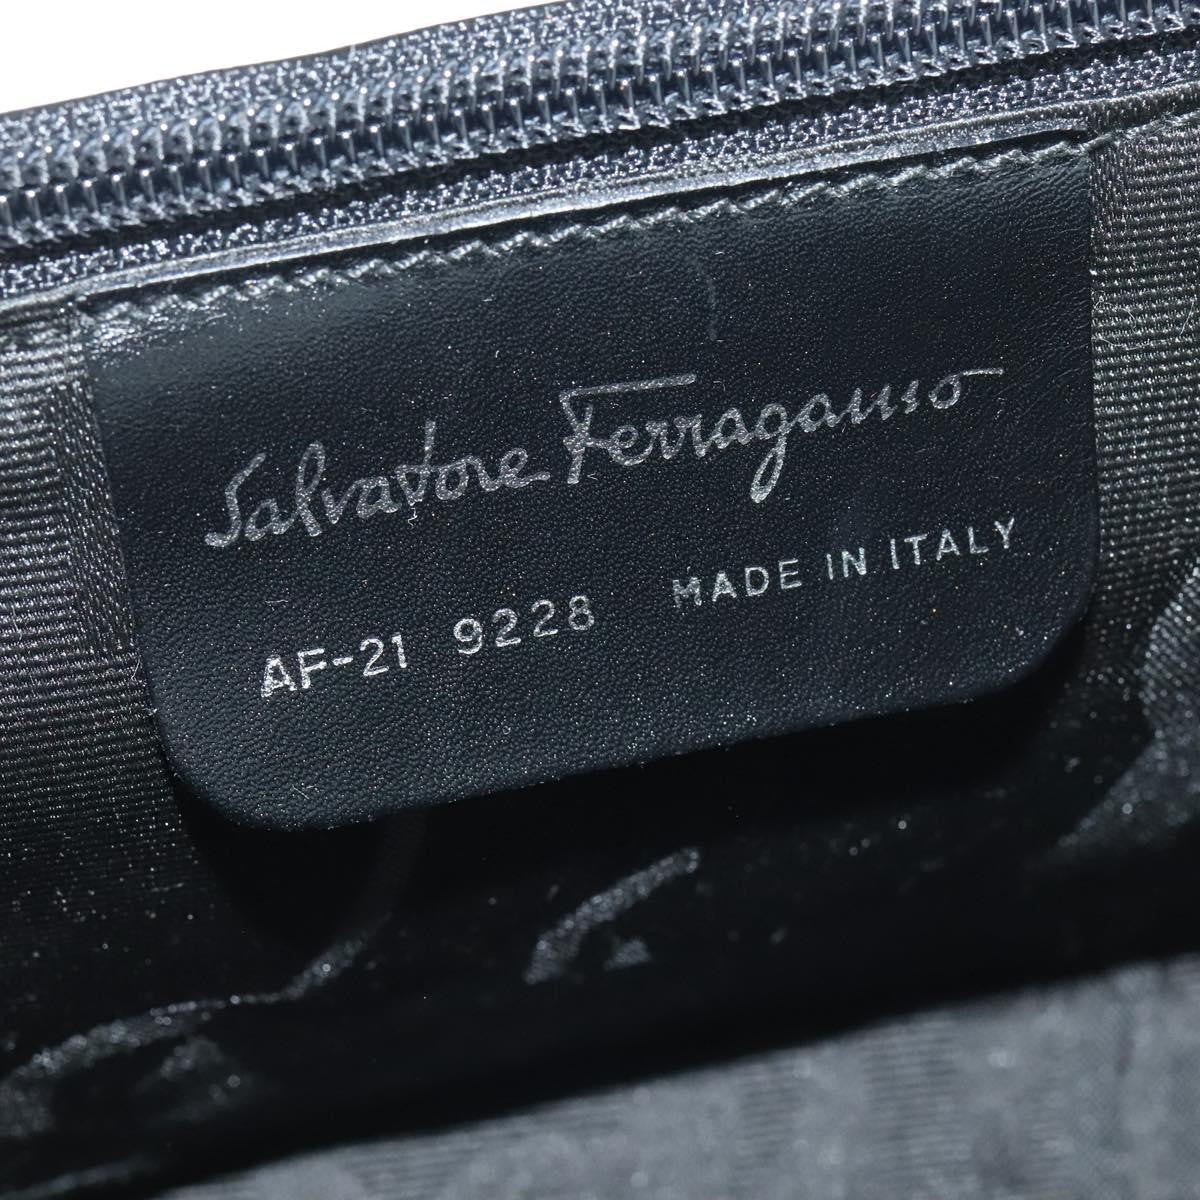 Salvatore Ferragamo
AF-21 9228 MADE IN ITALY